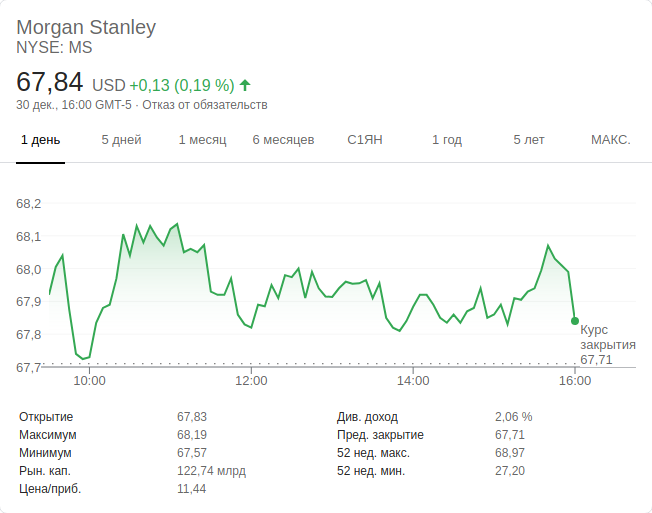 Morgan Stanley
NYSE: MS
67,84 USD +0,13 (0,19 %)
30 дек., 16:00 GMT-5 · Отказ от обязательств
1 день 5 дней 1 месяц 6 месяцев С1ЯН 1 год 5 лет МАКС.
68,2
68,1
68,0
67,9
67,8
67,7
Курс
закрытия
67,71
10:00 12:00 14:00 16:00
Открытие 67,83 Див. доход 2,06 %
Максимум 68,19 Пред. закрытие 67,71
Минимум 67,57 52 нед. макс. 68,97
Рын. кап. 122,74 млрд 52 нед. мин. 27,20
Цена/приб. 11,44